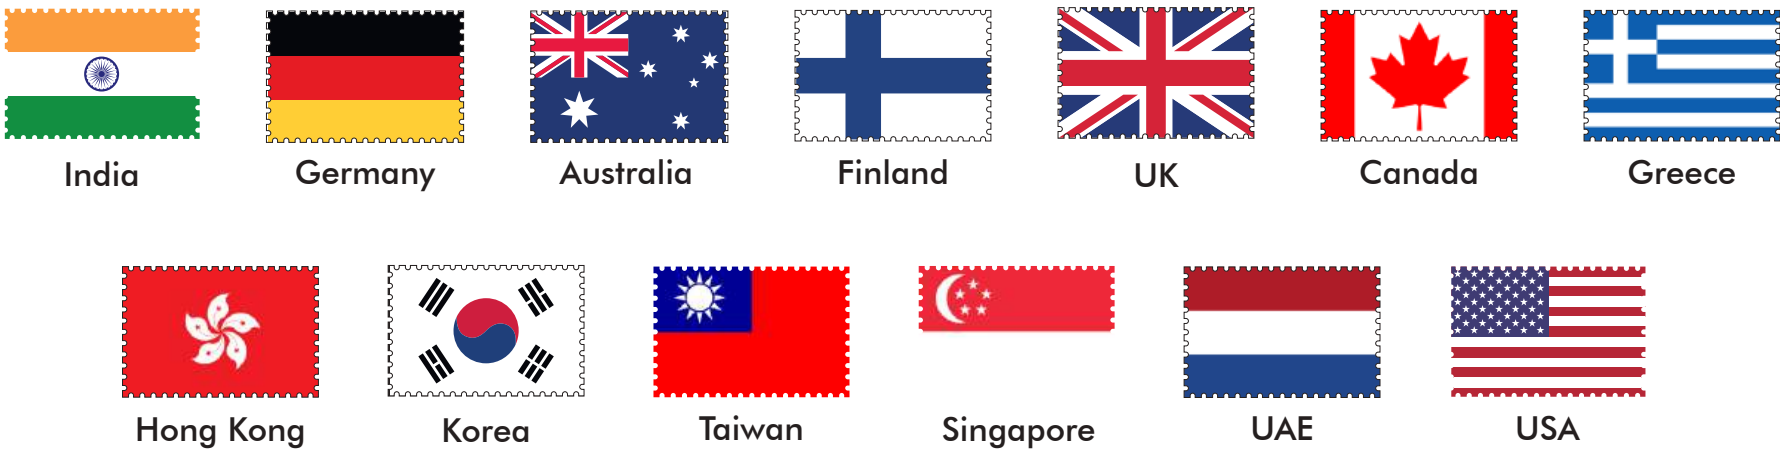 India
Germany
Australia
Finland
UK
Canada
Greece
Hong Kong
Korea
Taiwan
Singapore
UAE
USA